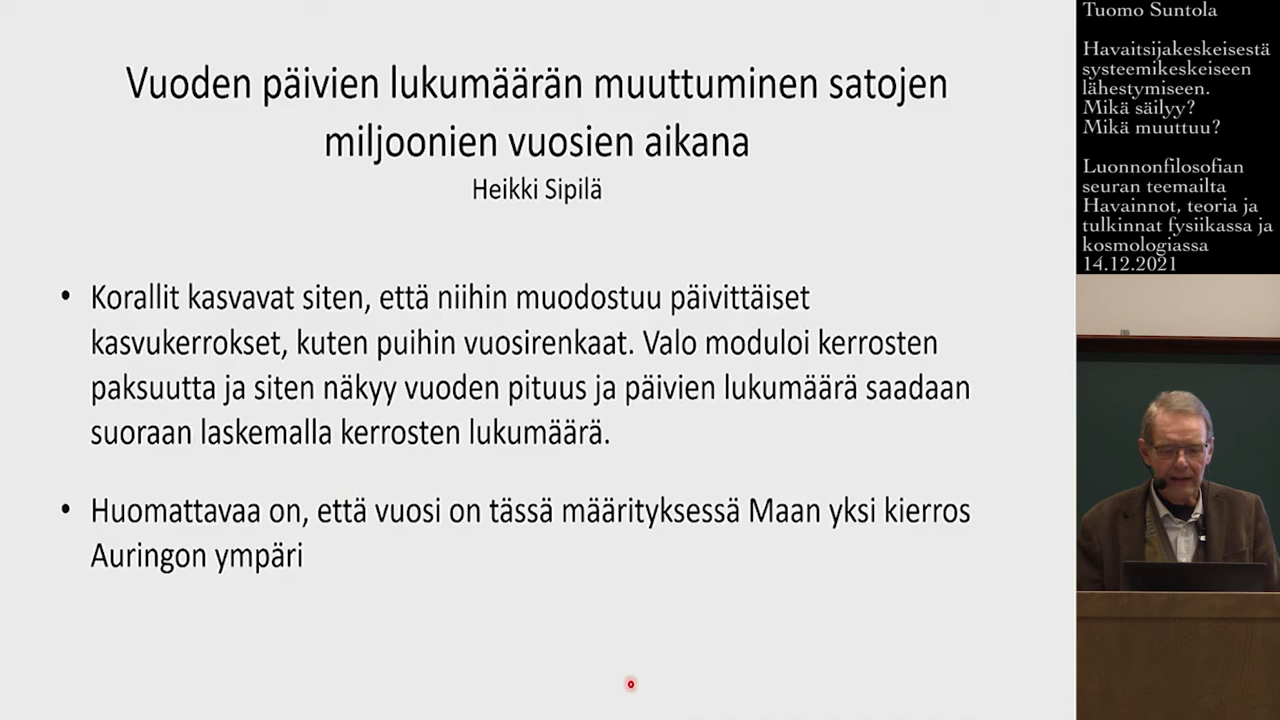 Vuoden päivien lukumäärän muuttuminen satojen
miljoonien vuosien aikana
Heikki Sipilä
• Korallit kasvavat siten, että niihin muodostuu päivittäiset
kasvukerrokset, kuten puihin vuosirenkaat. Valo moduloi kerrosten
paksuutta ja siten näkyy vuoden pituus ja päivien lukumäärä saadaan
suoraan laskemalla kerrosten lukumäärä.
• Huomattavaa on, että vuosi on tässä määrityksessä Maan yksi kierros
Auringon ympäri
Tuomo Suntola
Havaitsijakeskeisestä
systeemikeskeiseen
lähestymiseen.
Mikä säilyy?
Mikä muuttuu?
Luonnonfilosofian
seuran teemailta
Havainnot, teoria ja
tulkinnat fysiikassa ja
kosmologiassa
14.12.2021